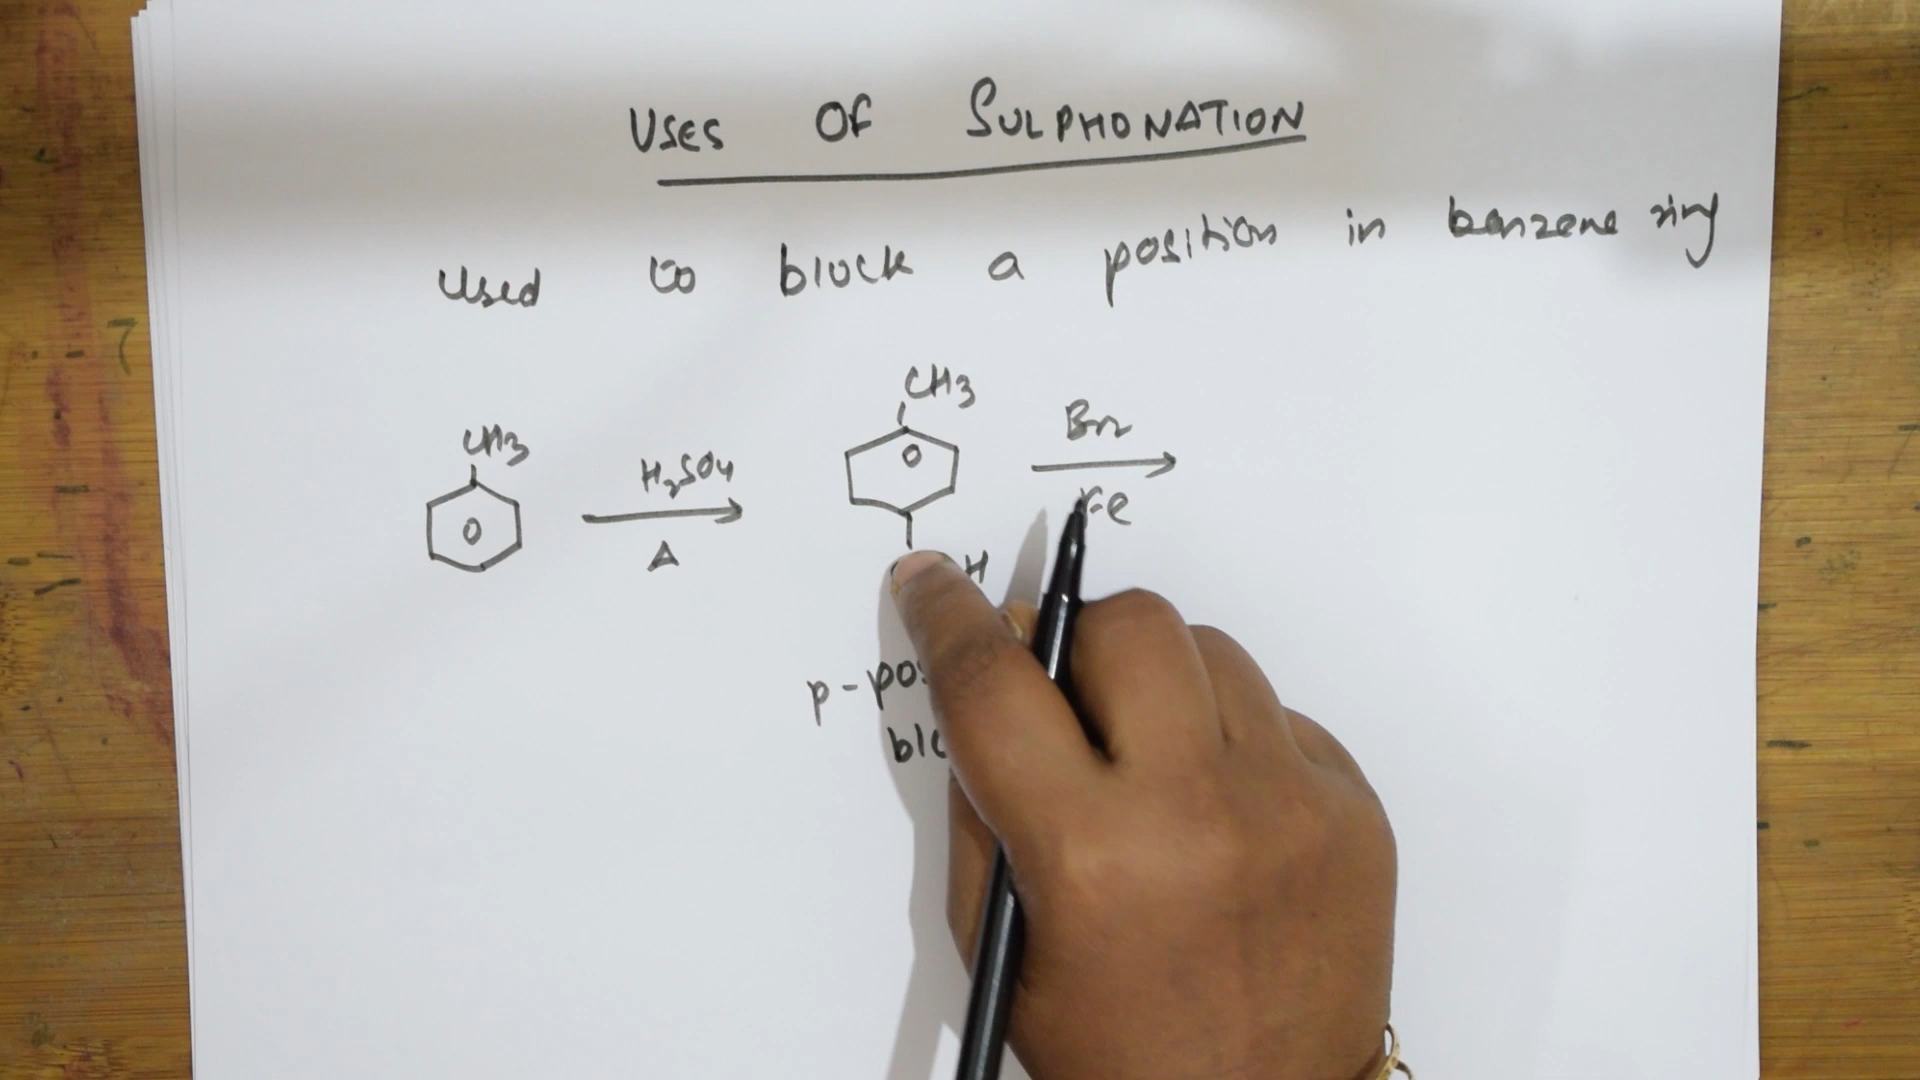 USES OF SULPHONATION
Used to block a position in benzene ring
CH3
H2SO4
Δ
CH3
H
Br2
Fe
p-pos
blo